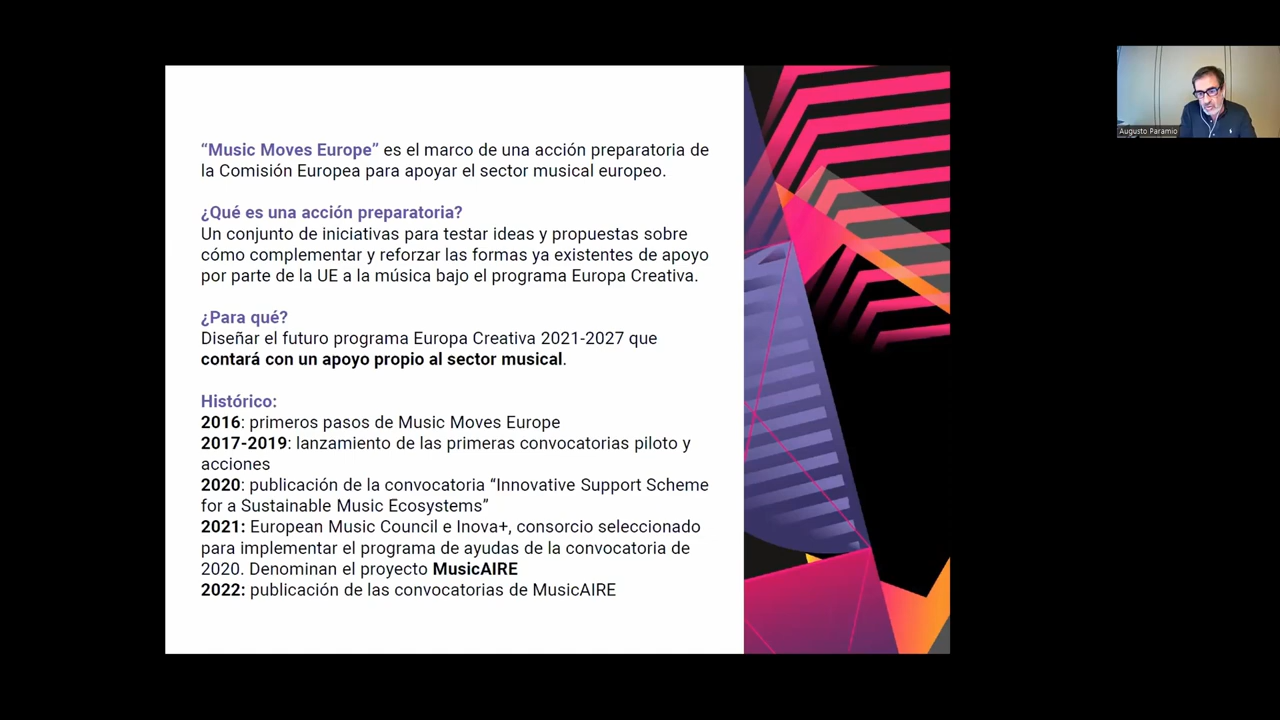 “Music Moves Europe” es el marco de una acción preparatoria de
la Comisión Europea para apoyar el sector musical europeo.
¿Qué es una acción preparatoria?
Un conjunto de iniciativas para testar ideas y propuestas sobre
cómo complementar y reforzar las formas ya existentes de apoyo
por parte de la UE a la música bajo el programa Europa Creativa.
¿Para qué?
Diseñar el futuro programa Europa Creativa 2021-2027 que
contará con un apoyo propio al sector musical.
Histórico:
2016: primeros pasos de Music Moves Europe
2017-2019: lanzamiento de las primeras convocatorias piloto y
acciones
2020: publicación de la convocatoria “Innovative Support Scheme
for a Sustainable Music Ecosystems”
2021: European Music Council e Inova+, consorcio seleccionado
para implementar el programa de ayudas de la convocatoria de
2020. Denominan el proyecto MusicAIRE
2022: publicación de las convocatorias de MusicAIRE
Augusto Paramio